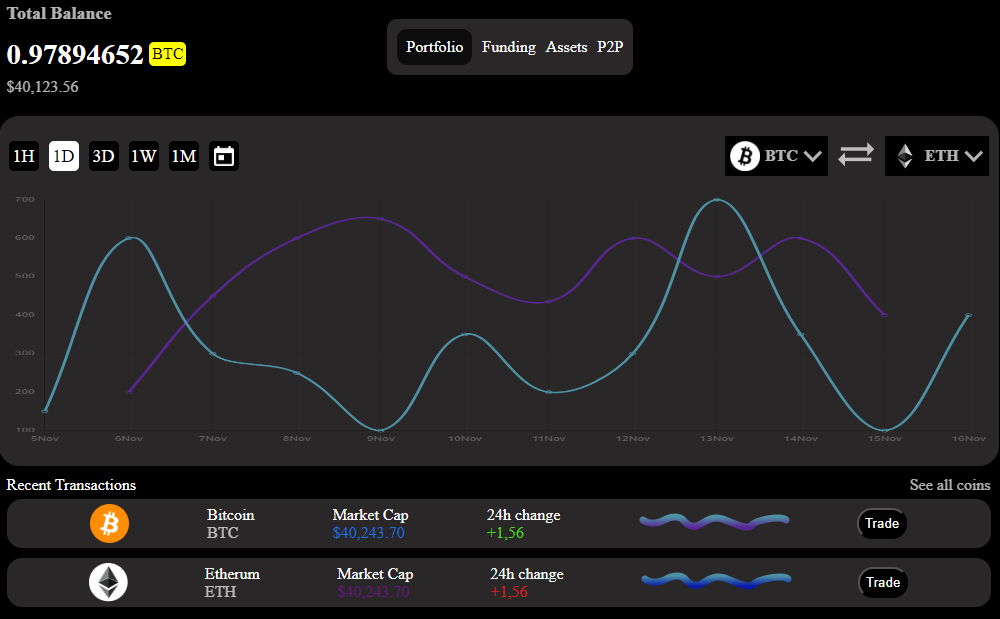 Total Balance
0.97894652 BTC
$40,123.56
Portfolio Funding Assets P2P
1H 1D 3D 1W 1M
BTC ETH
700
600
500
400
300
200
100
5Nov 6Nov 7Nov 8Nov 9Nov 10Nov 11Nov 12Nov 13Nov 14Nov 15Nov 16Nov
Recent Transactions See all coins
Bitcoin Market Cap 24h change
BTC $40,243.70 +1,56
Trade
Etherum Market Cap 24h change
ETH $40,243.70 +1,56
Trade